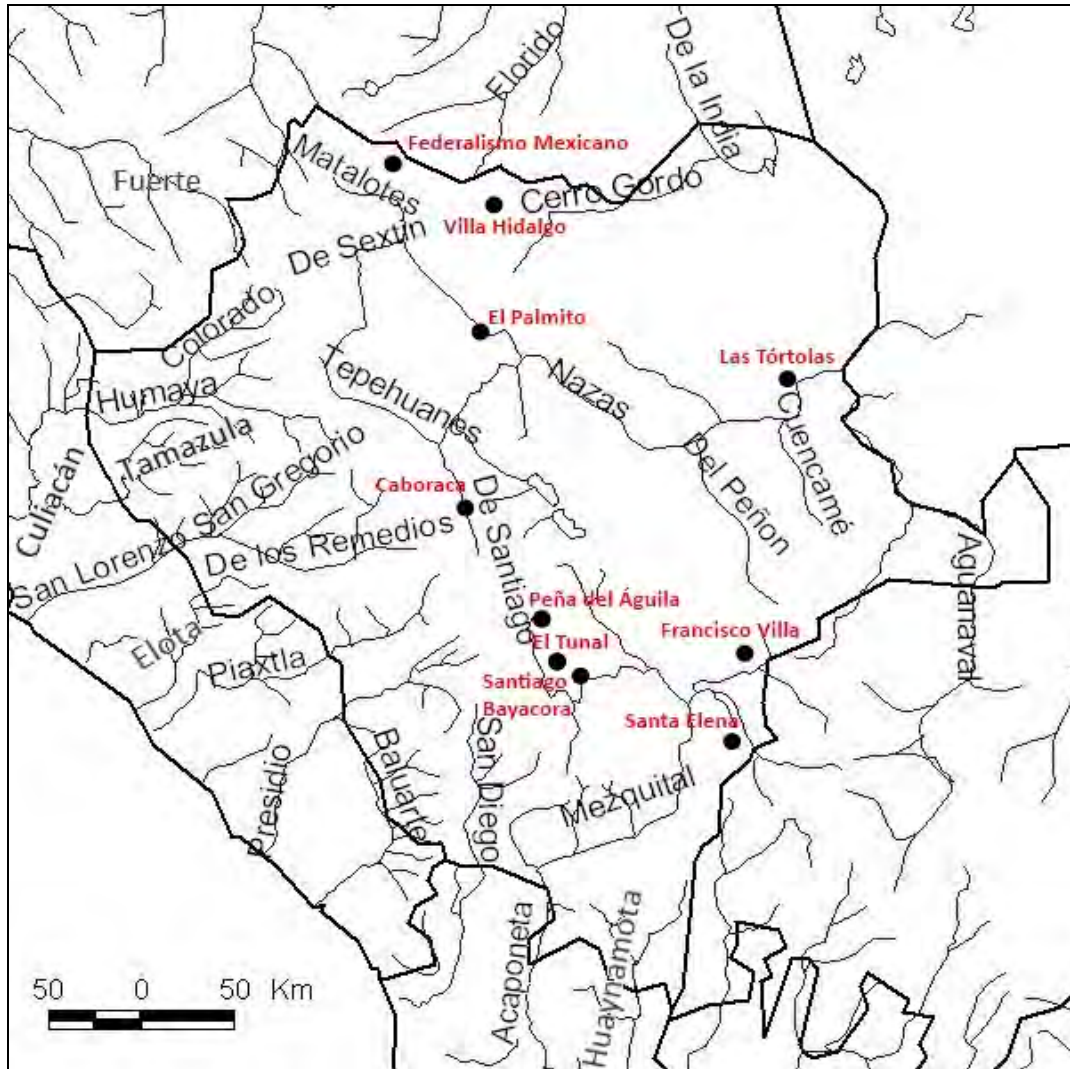 Elorido
De la India
Federalismo Mexicano
Matalotes
Fuerte
Cerro Gordo
Villa Hidalgo
De Sextín
Colorado
El Palmito
Las Tórtolas
Tepehuanes
Nazas
Humaya
Cuencamé
Tamazula
San Gregorio
Del Peñon
Culiacán
Caboraca
De Santiago
De los Remedios
San Lorenzo
Aguanaval
Peña del Águila
Elota
Francisco Villa
El Tunal
Piaxtla
Santiago
Bayacora
Santa Elena
San Diego
Baluarte
Presidio
Mezquital
Acaponeta
Huaynamota
50 0 50 Km